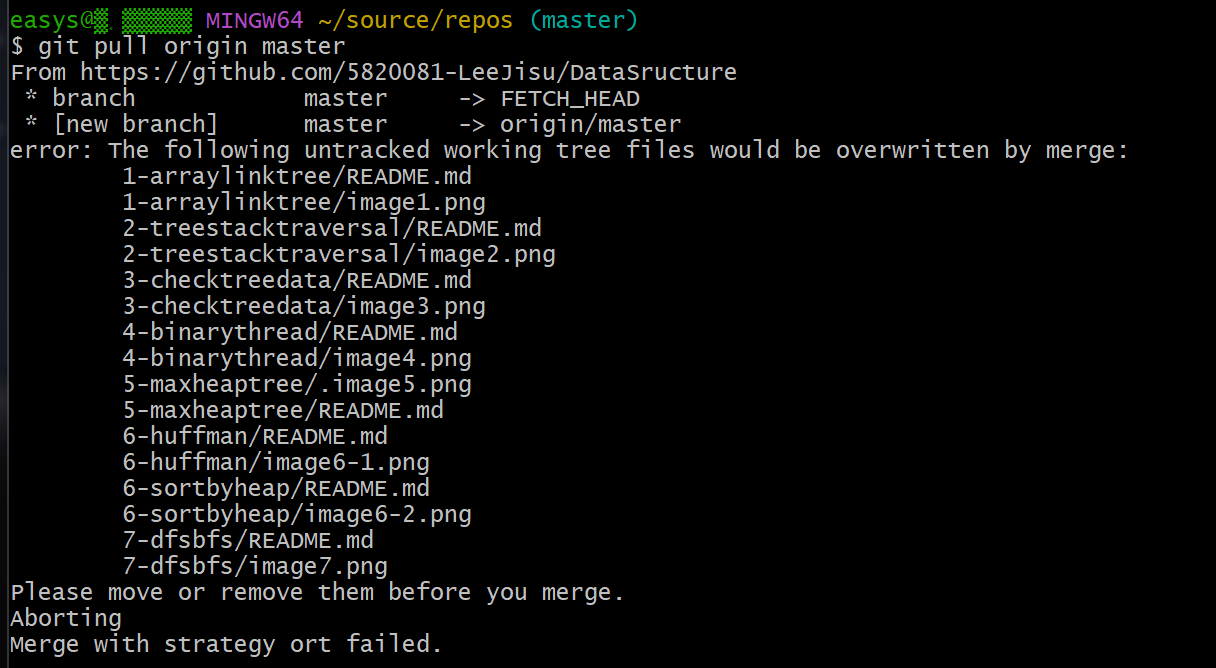 easys@ MINGW64 ~/source/repos (master)
$ git pull origin master
From https://github.com/5820081-LeeJisu/DataSructure
 * branch            master     -> FETCH_HEAD
 * [new branch]      master     -> origin/master
error: The following untracked working tree files would be overwritten by merge:
        1-arraylinktree/README.md
        1-arraylinktree/image1.png
        2-treestacktraversal/README.md
        2-treestacktraversal/image2.png
        3-checktreedata/README.md
        3-checktreedata/image3.png
        4-binarythread/README.md
        4-binarythread/image4.png
        5-maxheaptree/.image5.png
        5-maxheaptree/README.md
        6-huffman/README.md
        6-huffman/image6-1.png
        6-sortbyheap/README.md
        6-sortbyheap/image6-2.png
        7-dfsbfs/README.md
        7-dfsbfs/image7.png
Please move or remove them before you merge.
Aborting
Merge with strategy ort failed.